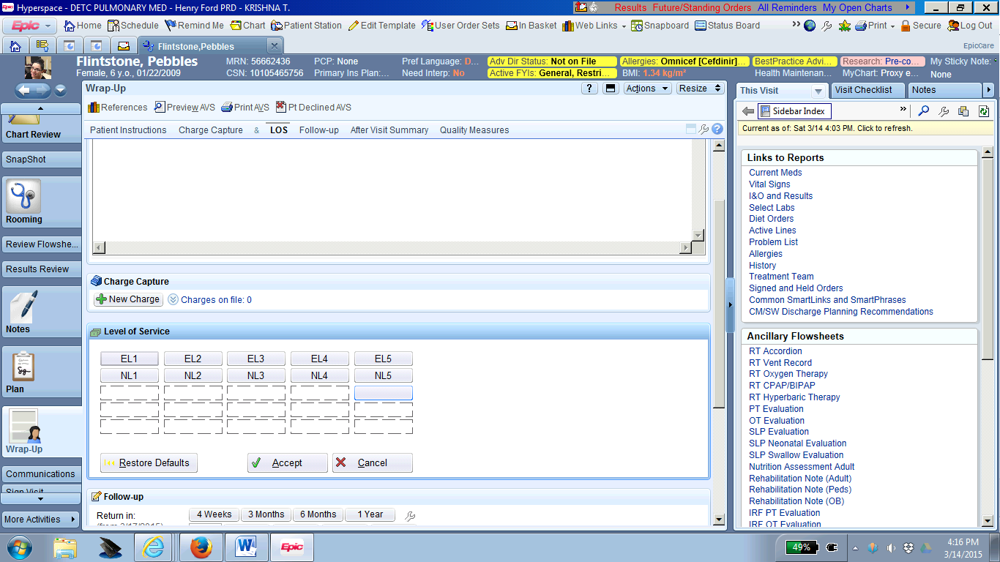 Hyperspace - DETC PULMONARY MED - Henry Ford PRD - KRISHNA T.
Results Future/Standing Orders All Reminders My Open Charts
Epic Home Schedule Remind Me Chart Patient Station Edit Template User Order Sets In Basket Web Links Snapboard Status Board Print Secure Log Out
Flintstone,Pebbles EpicCare
Flintstone, Pebbles MRN: 56662436 PCP: None Pref Language: D... Adv Dir Status: Not on File Allergies: Omnicef [Cefdinir]... BestPractice Advi... Research: Pre-co... My Sticky Note:
Female, 6 y.o., 01/22/2009 CSN: 10105465756 Primary Ins Plan:... Need Interp: No Active FYIs: General, Restri... BMI: 1.34 kg/m² Health Maintenan... MyChart: Proxy e... None
Chart Review
SnapShot
Rooming
Review Flowshe...
Results Review
Notes
Plan
Wrap-Up
Communications
Sign Visit
More Activities
Wrap-Up ? Actions Resize
References Preview AVS Print AVS Pt Declined AVS
Patient Instructions Charge Capture & LOS Follow-up After Visit Summary Quality Measures ?
Charge Capture
New Charge Charges on file: 0
Level of Service
EL1 EL2 EL3 EL4 EL5
NL1 NL2 NL3 NL4 NL5
Restore Defaults Accept Cancel
Follow-up
Return in: 4 Weeks 3 Months 6 Months 1 Year
This Visit Visit Checklist Notes
Sidebar Index
Current as of: Sat 3/14 4:03 PM. Click to refresh.
Links to Reports
Current Meds
Vital Signs
I&O and Results
Select Labs
Diet Orders
Active Lines
Problem List
Allergies
History
Treatment Team
Signed and Held Orders
Common SmartLinks and SmartPhrases
CM/SW Discharge Planning Recommendations
Ancillary Flowsheets
RT Accordion
RT Vent Record
RT Oxygen Therapy
RT CPAP/BIPAP
RT Hyperbaric Therapy
PT Evaluation
OT Evaluation
SLP Evaluation
SLP Neonatal Evaluation
SLP Swallow Evaluation
Nutrition Assessment Adult
Rehabilitation Note (Adult)
Rehabilitation Note (Peds)
Rehabilitation Note (OB)
IRF PT Evaluation
IRF OT Evaluation
Epic 49% 4:16 PM
3/14/2015